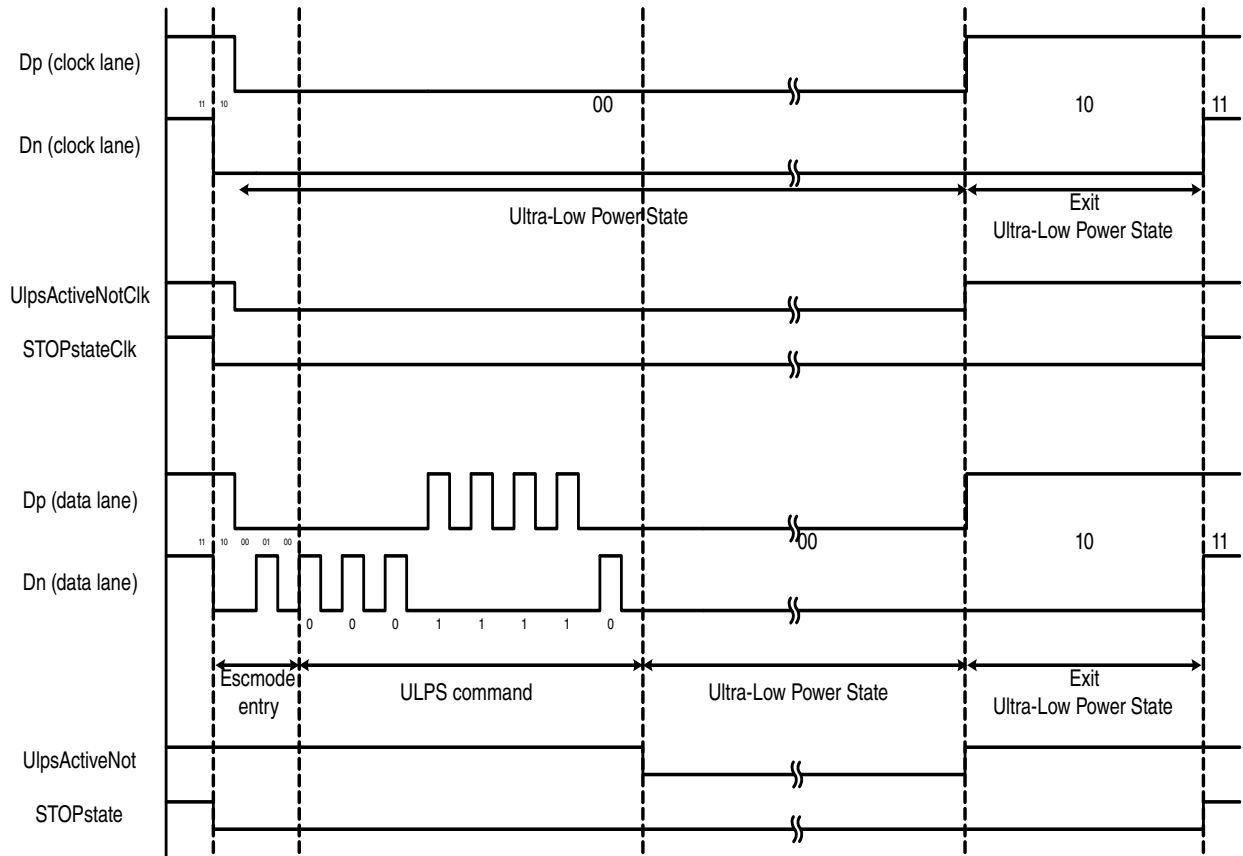 Dp (clock lane)
11 10 00 10 11
Dn (clock lane)
Ultra-Low Power State
Exit
Ultra-Low Power State
UlpsActiveNotClk
STOPstateClk
Dp (data lane)
11 10 00 01 00 00 10 11
Dn (data lane)
0 0 0 1 1 1 1 0
Escmode
entry
ULPS command
Ultra-Low Power State
Exit
Ultra-Low Power State
UlpsActiveNot
STOPstate